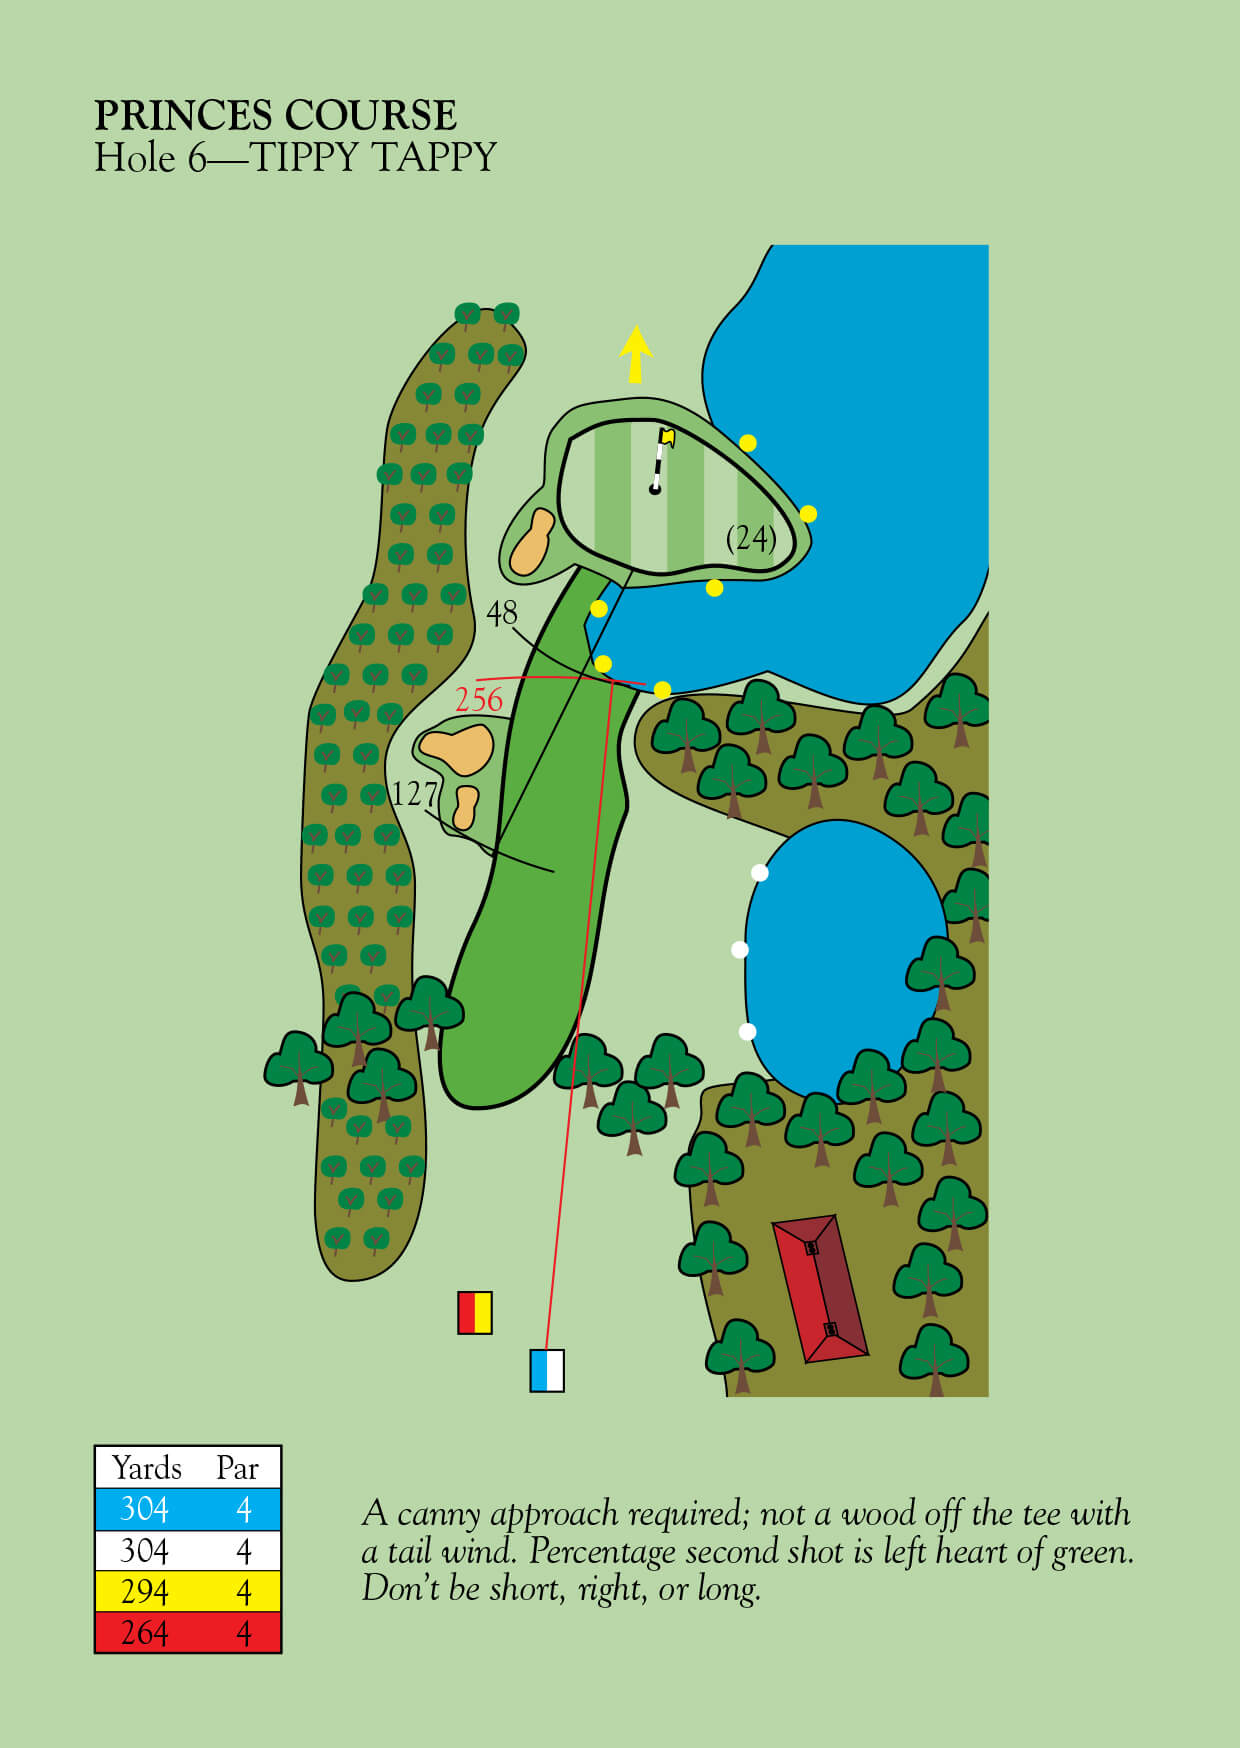 PRINCES COURSE
Hole 6—TIPPY TAPPY
(24)
48
256
127
Yards Par
304 4
304 4
294 4
264 4
A canny approach required; not a wood off the tee with
a tail wind. Percentage second shot is left heart of green.
Don't be short, right, or long.